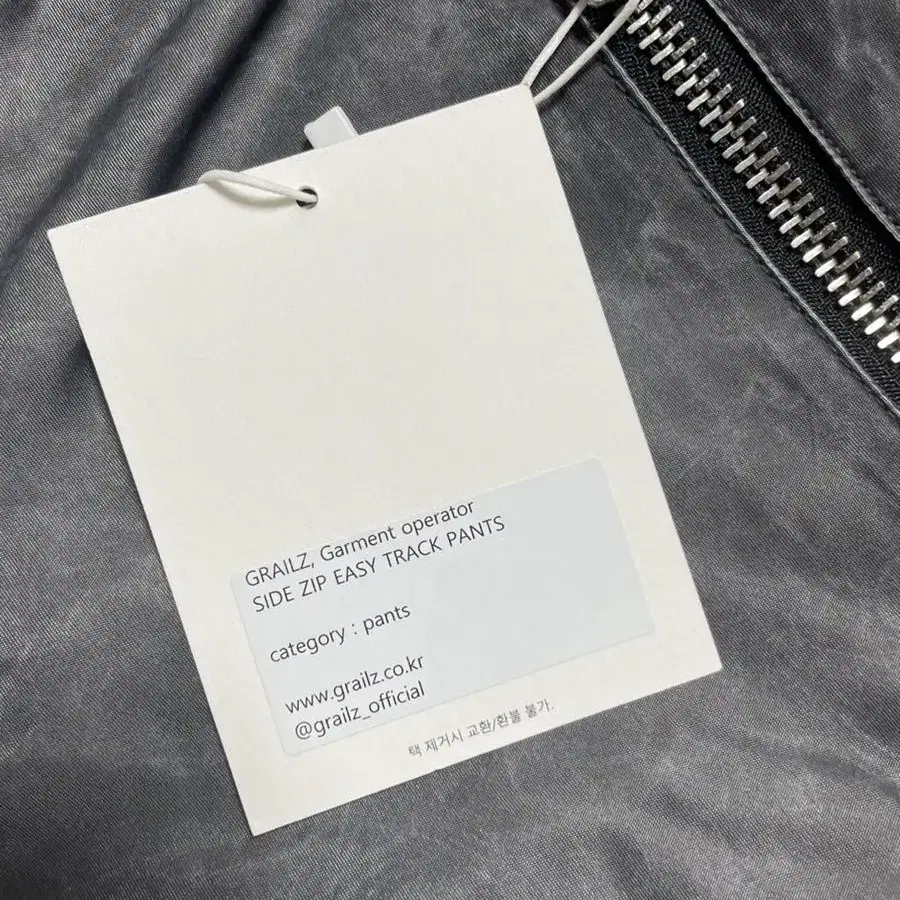 GRAILZ, Garment operator
SIDE ZIP EASY TRACK PANTS
category : pants
www.grailz.co.kr
@grailz_official
택 제거시 교환/환불 불가.